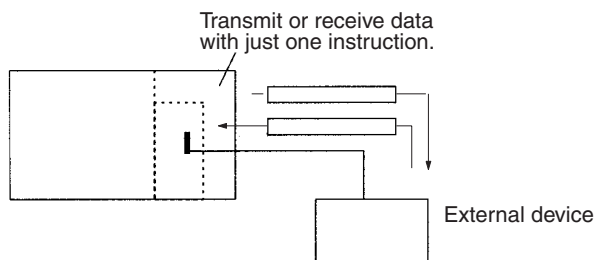 Transmit or receive data
with just one instruction.
External device